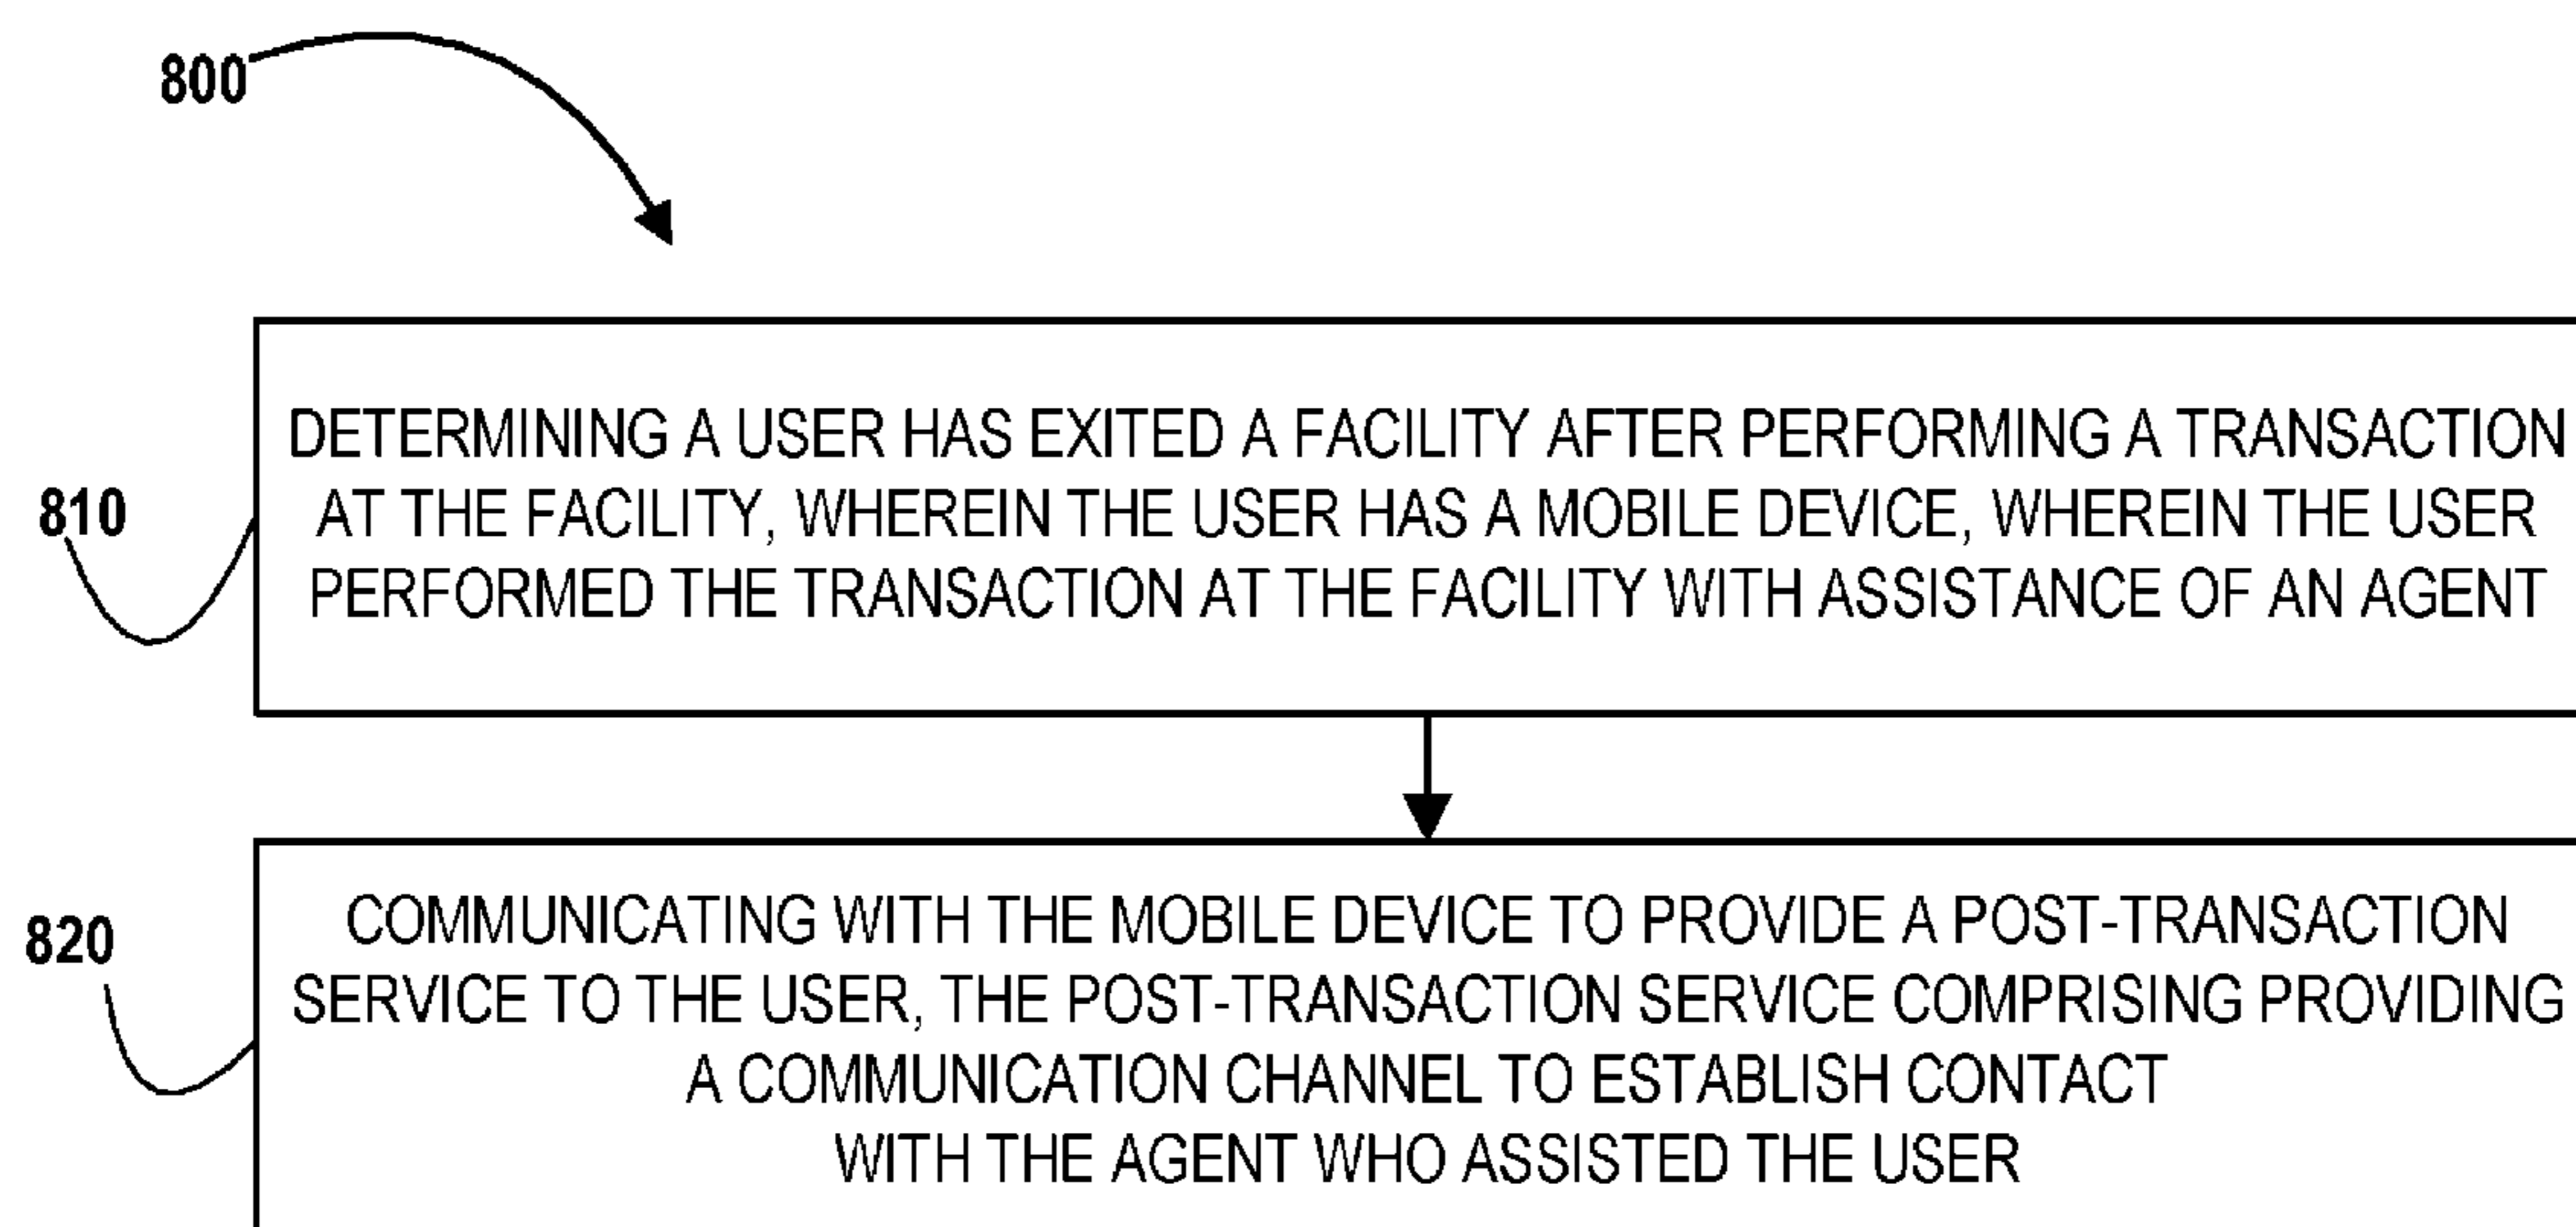 800
810
DETERMINING A USER HAS EXITED A FACILITY AFTER PERFORMING A TRANSACTION
AT THE FACILITY, WHEREIN THE USER HAS A MOBILE DEVICE, WHEREIN THE USER
PERFORMED THE TRANSACTION AT THE FACILITY WITH ASSISTANCE OF AN AGENT
820
COMMUNICATING WITH THE MOBILE DEVICE TO PROVIDE A POST-TRANSACTION
SERVICE TO THE USER, THE POST-TRANSACTION SERVICE COMPRISING PROVIDING
A COMMUNICATION CHANNEL TO ESTABLISH CONTACT
WITH THE AGENT WHO ASSISTED THE USER